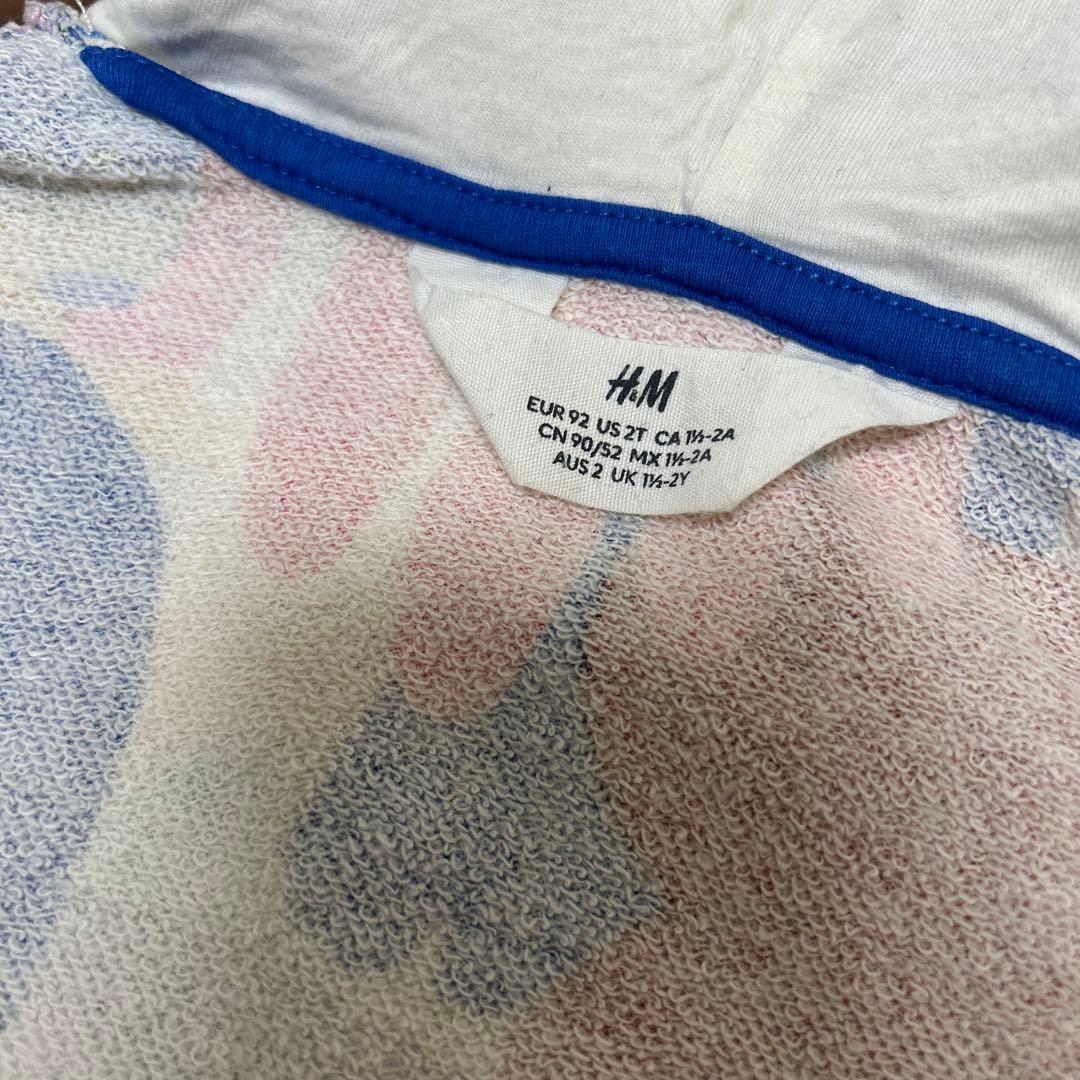 H&M
EUR 92 US 2T CA 1½-2A
CN 90/52 MX 1½-2A
AUS 2 UK 1½-2Y